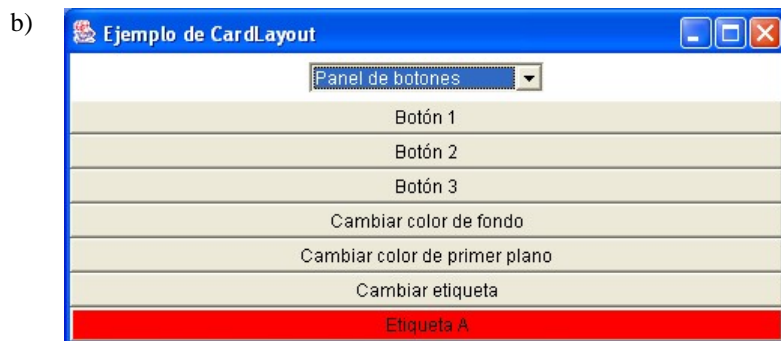 b)
Ejemplo de CardLayout
Panel de botones
Botón 1
Botón 2
Botón 3
Cambiar color de fondo
Cambiar color de primer plano
Cambiar etiqueta
Etiqueta A